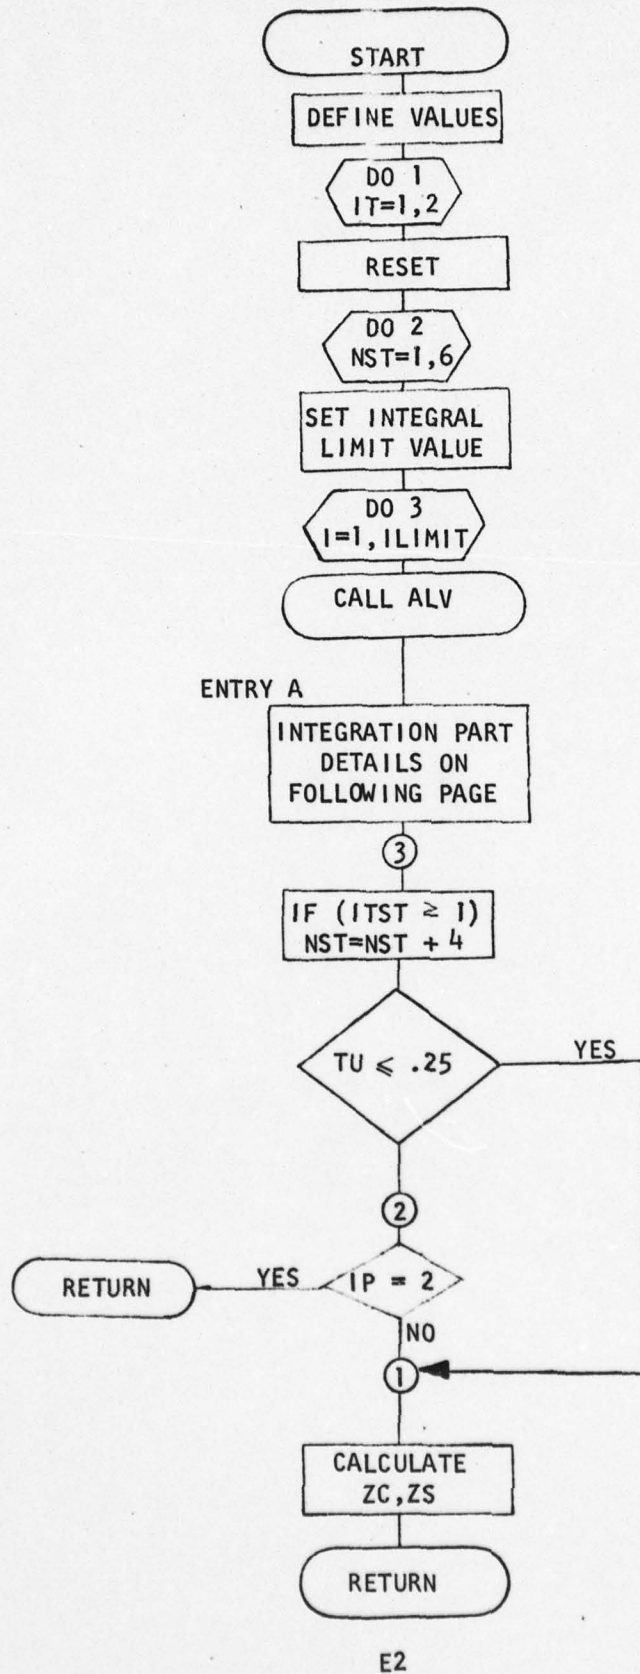 START
DEFINE VALUES
DO 1
IT=1,2
RESET
DO 2
NST=1,6
SET INTEGRAL
LIMIT VALUE
DO 3
I=1,ILIMIT
CALL ALV
ENTRY A
INTEGRATION PART
DETAILS ON
FOLLOWING PAGE
3
IF (ITST ≥ 1)
NST=NST + 4
TU ≤ .25
YES
2
RETURN
YES
IP = 2
NO
1
CALCULATE
ZC,ZS
RETURN
E2